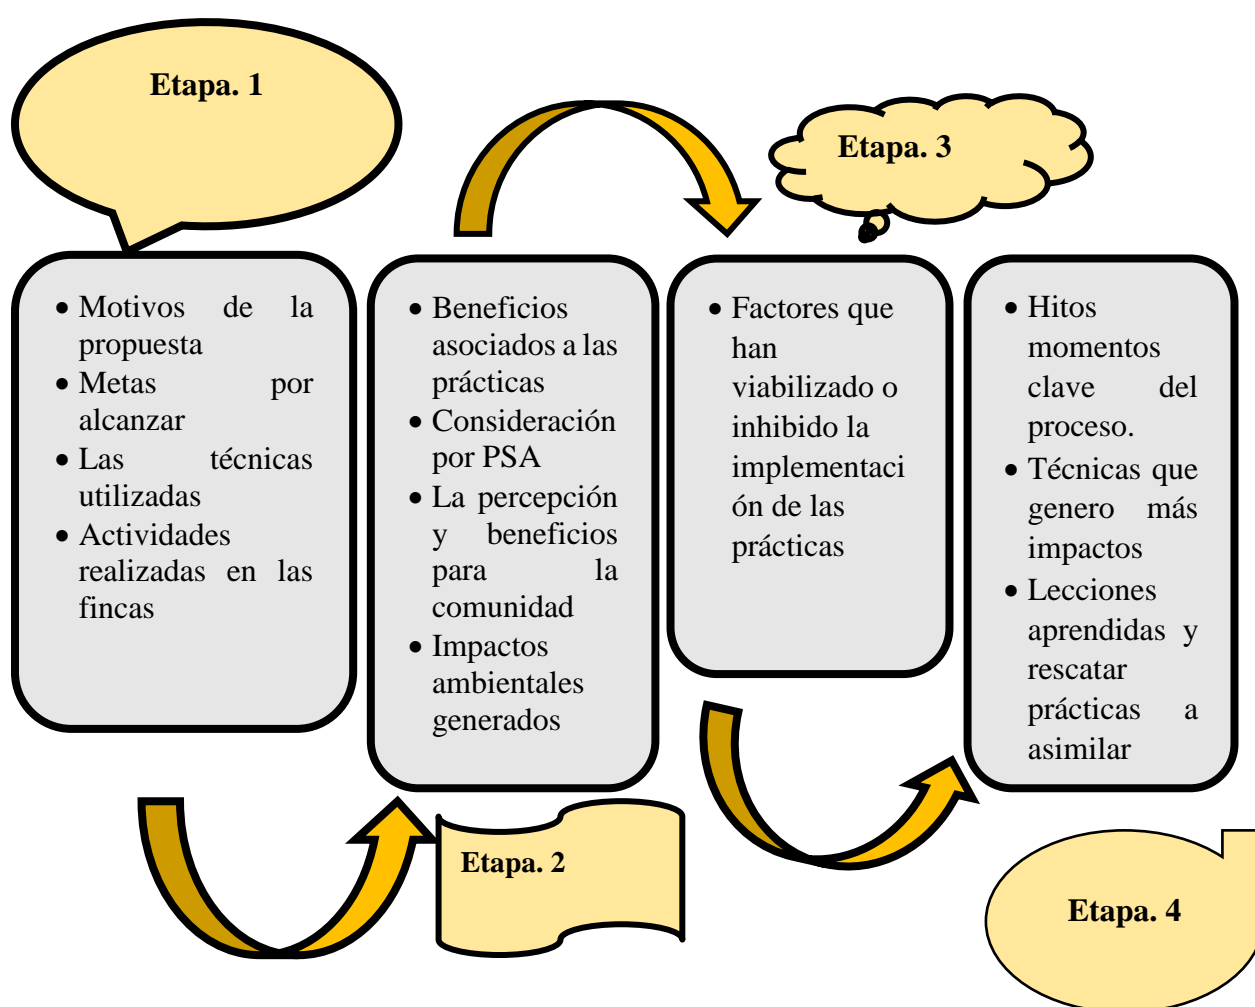 Etapa. 1
• Motivos de la
propuesta
• Metas por
alcanzar
• Las técnicas
utilizadas
• Actividades
realizadas en las
fincas
Etapa. 2
• Beneficios
asociados a las
prácticas
• Consideración
por PSA
• La percepción
y beneficios
para la
comunidad
• Impactos
ambientales
generados
Etapa. 3
• Factores que
han
viabilizado o
inhibido la
implementaci
ón de las
prácticas
Etapa. 4
• Hitos
momentos
clave del
proceso.
• Técnicas que
genero más
impactos
• Lecciones
aprendidas y
rescatar
prácticas a
asimilar